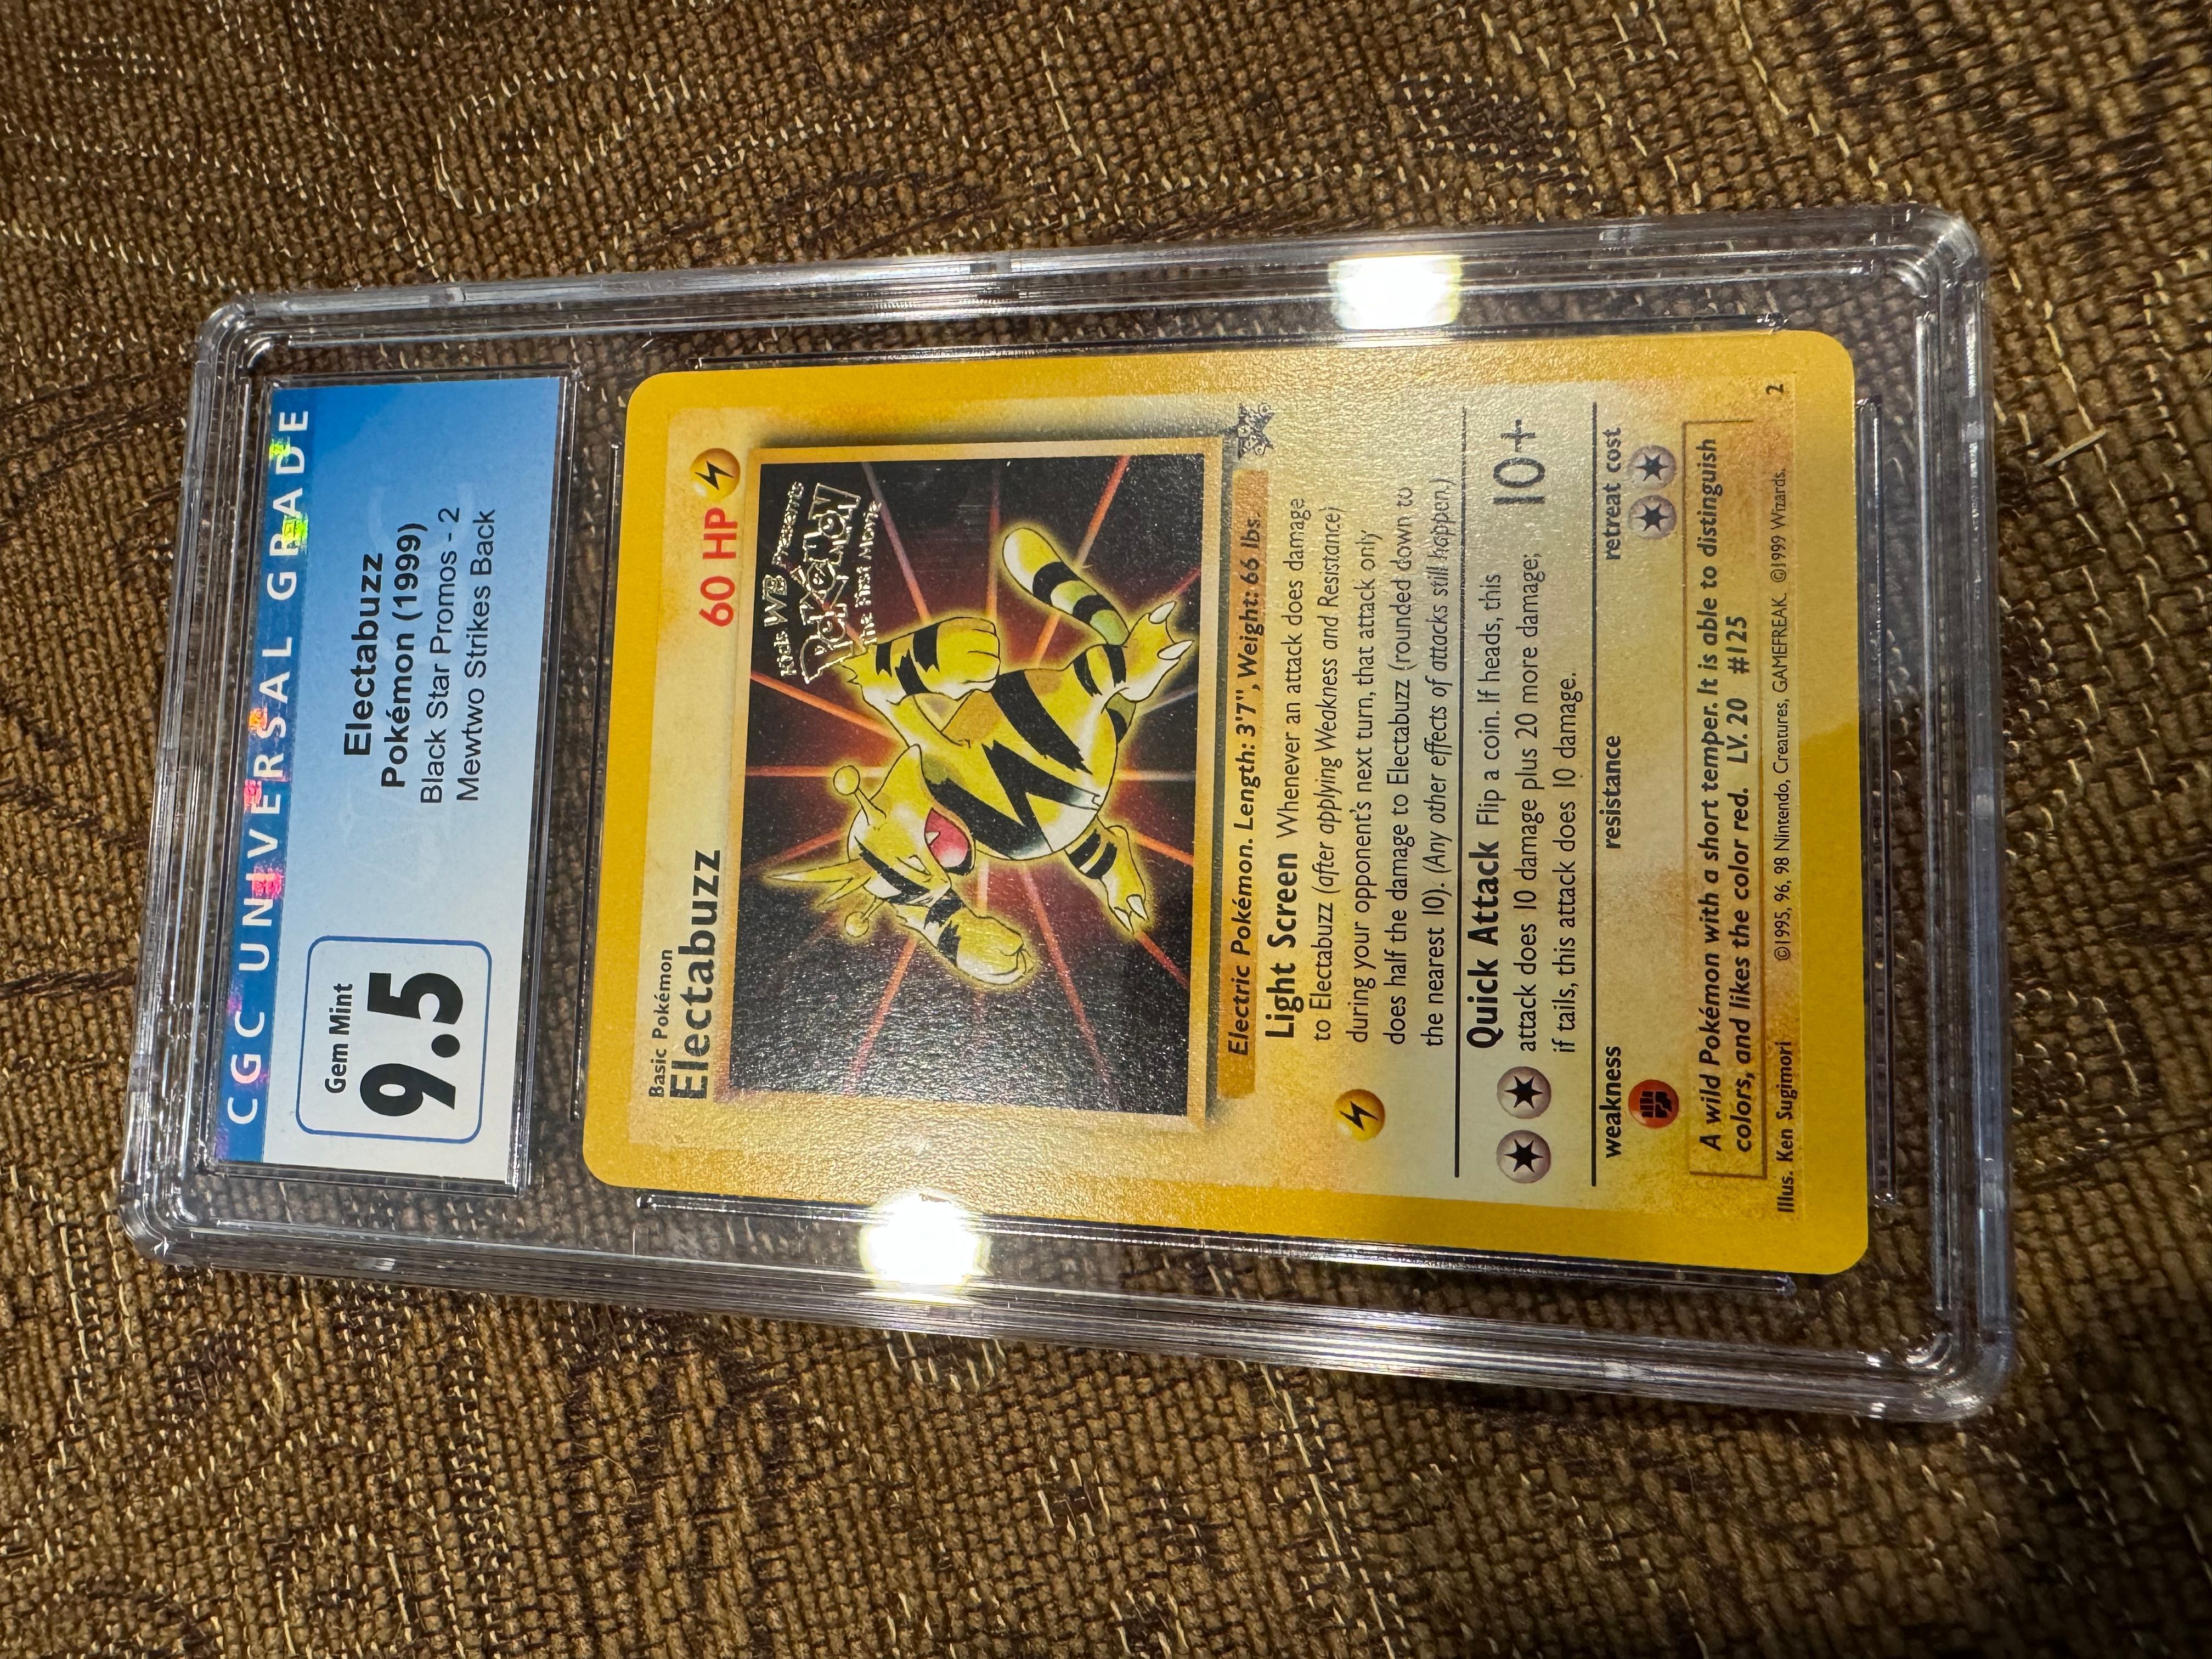 CGC UNIVERSAL GRADE
Gem Mint
9.5
Electabuzz
Pokémon (1999)
Black Star Promos - 2
Mewtwo Strikes Back
Basic Pokémon
Electabuzz
60 HP
Kids WB Presents
Pokémon
The First Movie
Electric Pokémon. Length: 3'7", Weight: 66 lbs.
Light Screen Whenever an attack does damage
to Electabuzz (after applying Weakness and Resistance)
during your opponent's next turn, that attack only
does half the damage to Electabuzz (rounded down to
the nearest 10). (Any other effects of attacks still happen.)
Quick Attack Flip a coin. If heads, this
attack does 10 damage plus 20 more damage;
if tails, this attack does 10 damage.
10+
weakness
resistance
retreat cost
A wild Pokémon with a short temper. It is able to distinguish
colors, and likes the color red. LV. 20 #125
Illus. Ken Sugimori
©1995, 96, 98 Nintendo, Creatures, GAMEFREAK. ©1999 Wizards.
2